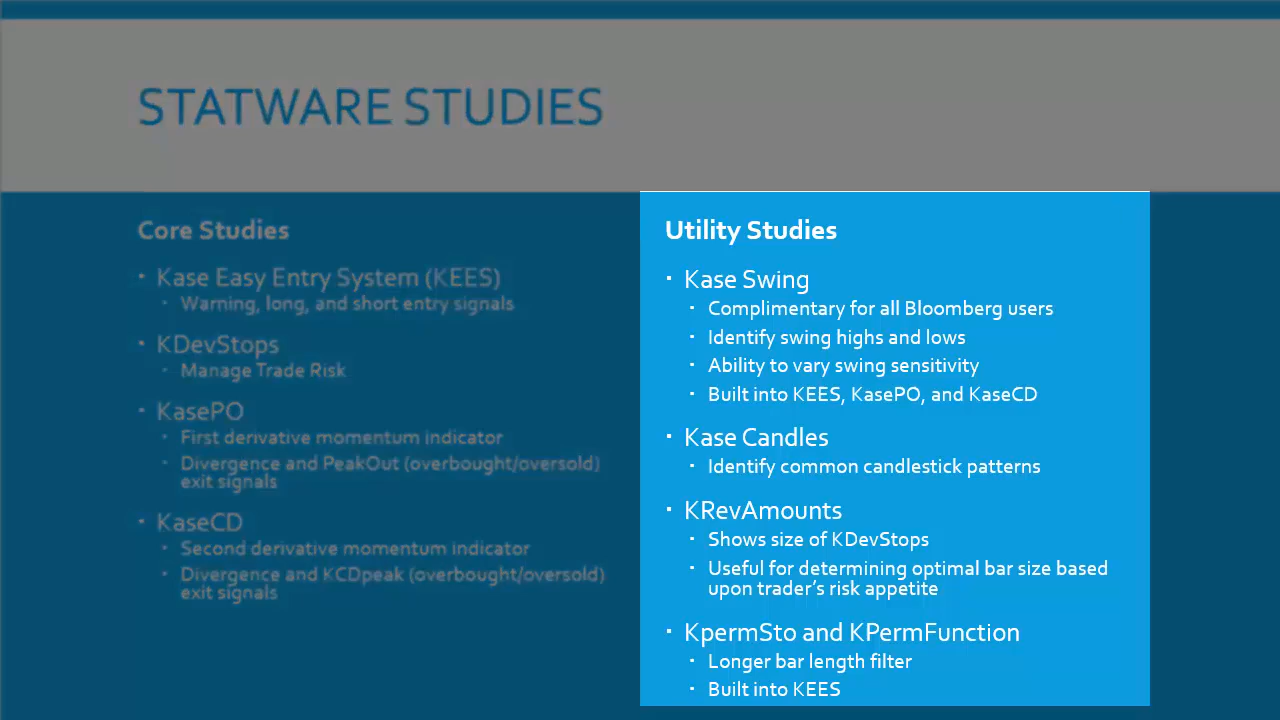 STATWARE STUDIES
Core Studies
· Kase Easy Entry System (KEES)
· Warning, long, and short entry signals
· KDevStops
· Manage Trade Risk
· KasePO
· First derivative momentum indicator
· Divergence and PeakOut (overbought/oversold)
exit signals
· KaseCD
· Second derivative momentum indicator
· Divergence and KCDpeak (overbought/oversold)
exit signals
Utility Studies
· Kase Swing
· Complimentary for all Bloomberg users
· Identify swing highs and lows
· Ability to vary swing sensitivity
· Built into KEES, KasePO, and KaseCD
· Kase Candles
· Identify common candlestick patterns
· KRevAmounts
· Shows size of KDevStops
· Useful for determining optimal bar size based
upon trader's risk appetite
· KpermSto and KPermFunction
· Longer bar length filter
· Built into KEES